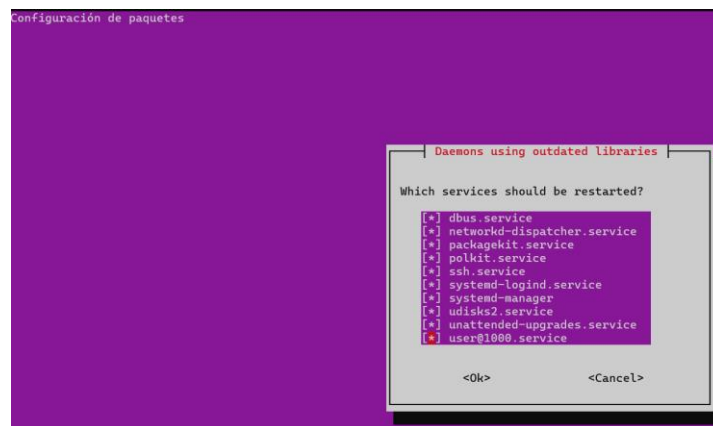 Configuración de paquetes
Daemons using outdated libraries
Which services should be restarted?
[*] dbus.service
[*] networkd-dispatcher.service
[*] packagekit.service
[*] polkit.service
[*] ssh.service
[*] systemd-logind.service
[*] systemd-manager
[*] udisks2.service
[*] unattended-upgrades.service
[*] user@1000.service
<Ok> <Cancel>